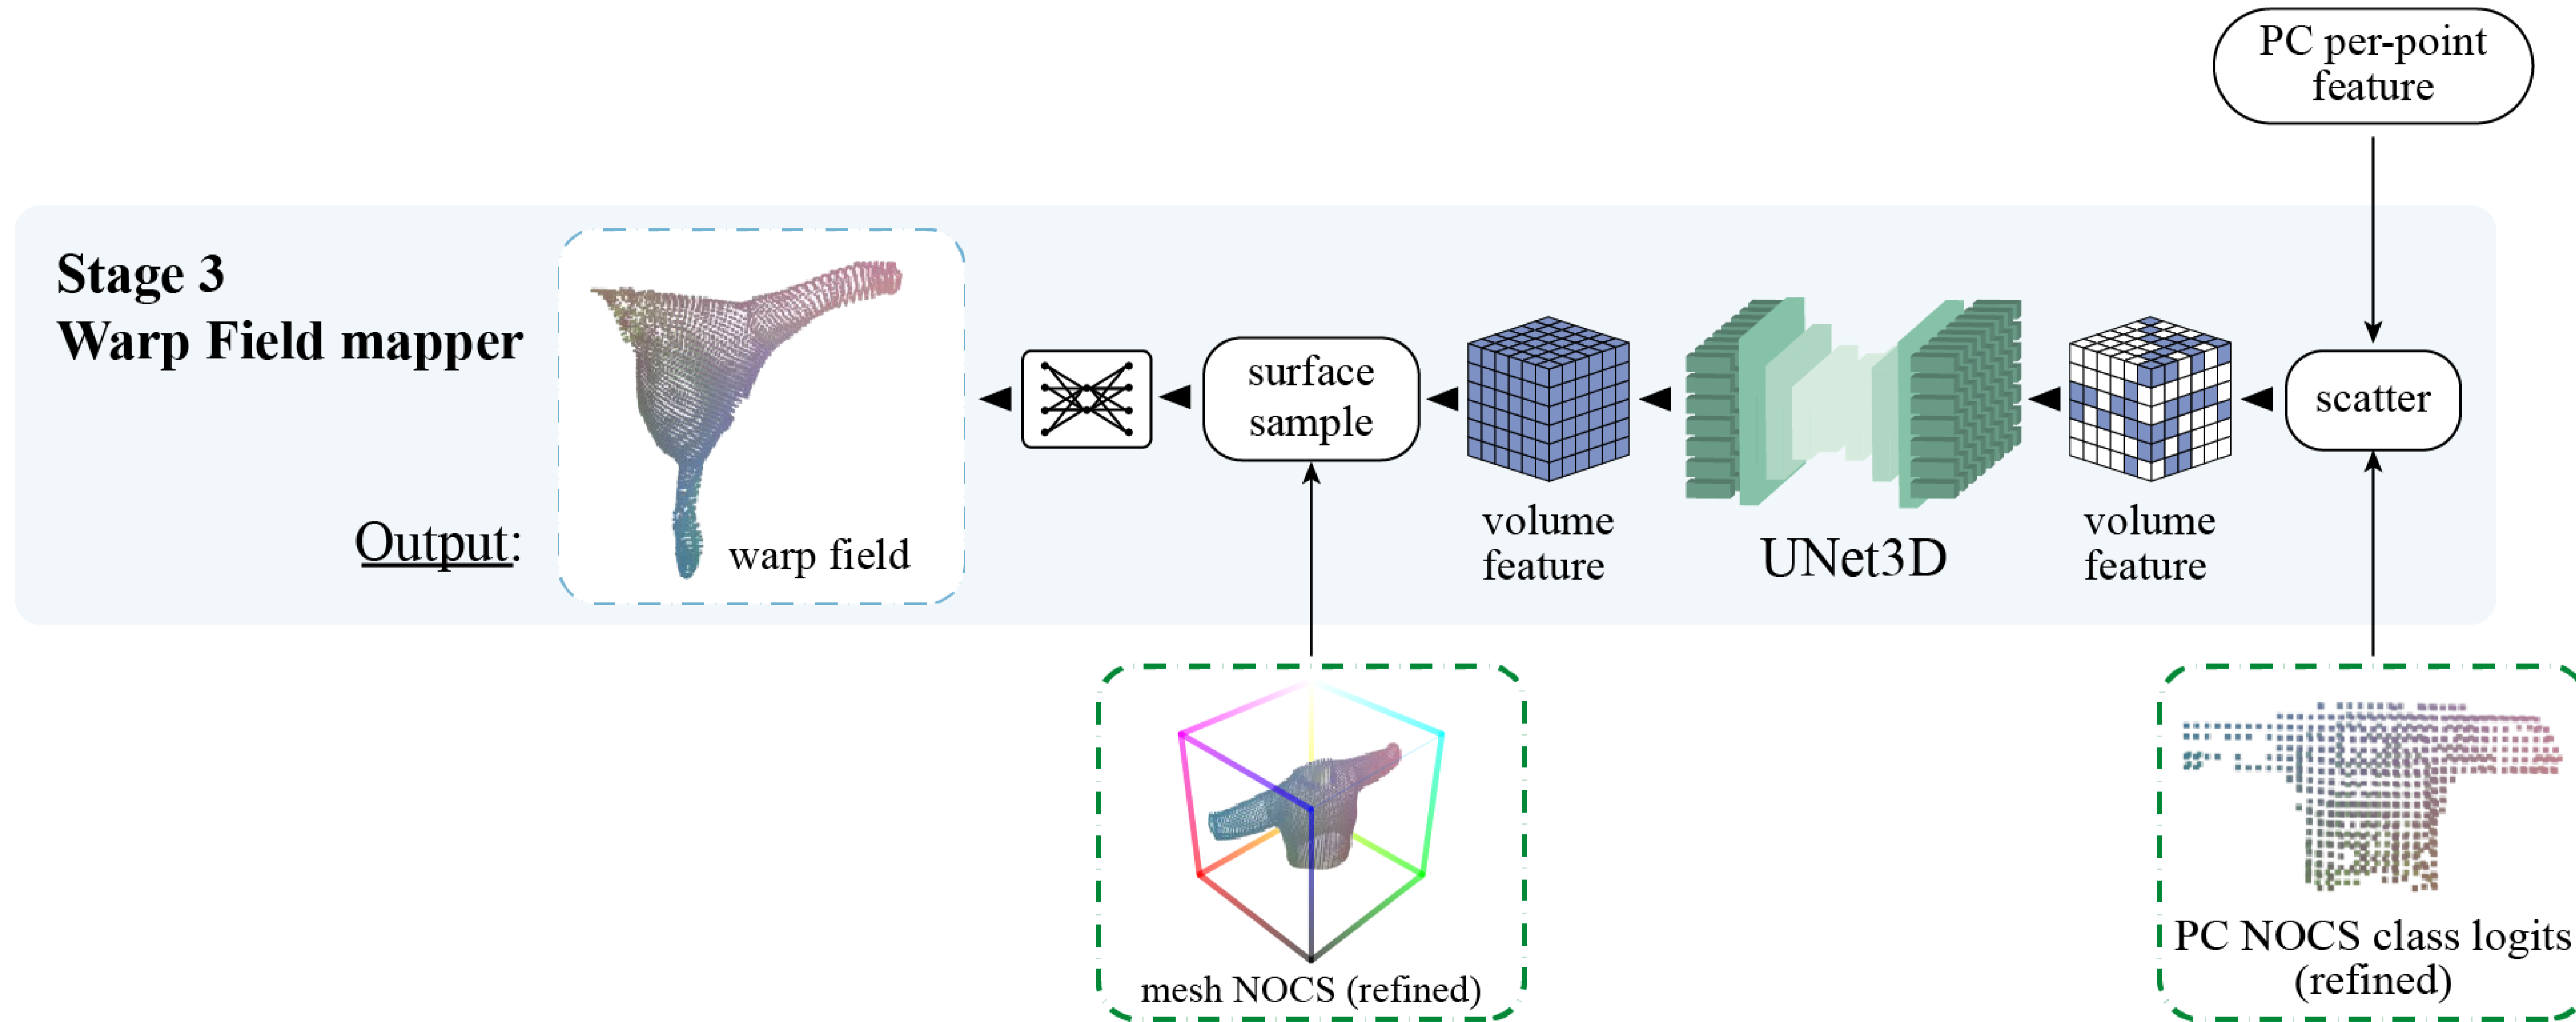 PC per-point
feature
Stage 3
Warp Field mapper
Output:
warp field
surface
sample
volume
feature
UNet3D
volume
feature
scatter
mesh NOCS (refined)
PC NOCS class logits
(refined)